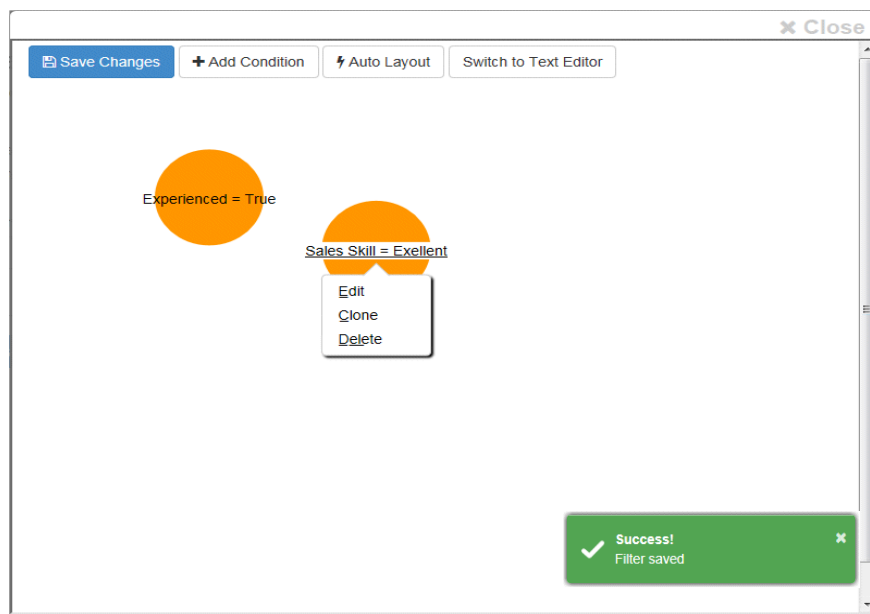 Close
Save Changes
Add Condition
Auto Layout
Switch to Text Editor
Experienced = True
Sales Skill = Exellent
Edit
Clone
Delete
Success!
Filter saved